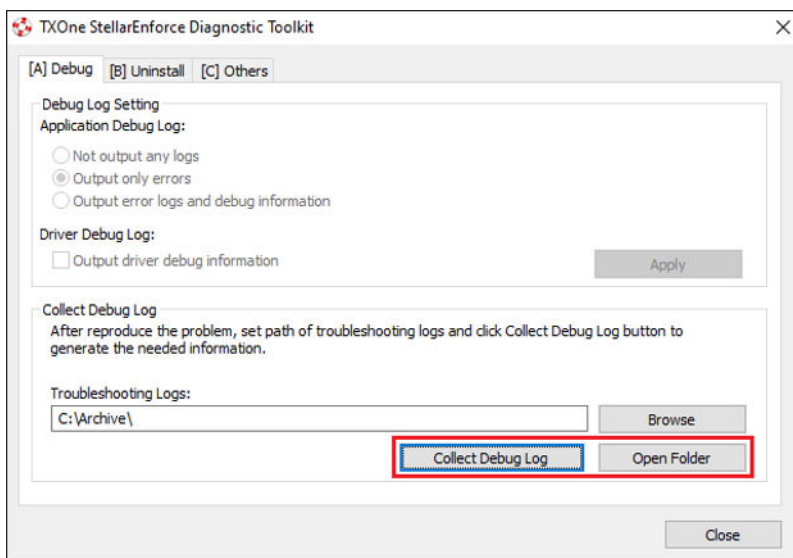 TXOne StellarEnforce Diagnostic Toolkit
[A] Debug [B] Uninstall [C] Others
Debug Log Setting
Application Debug Log:
Not output any logs
Output only errors
Output error logs and debug information
Driver Debug Log:
Output driver debug information
Apply
Collect Debug Log
After reproduce the problem, set path of troubleshooting logs and click Collect Debug Log button to
generate the needed information.
Troubleshooting Logs:
C:\Archive\
Browse
Collect Debug Log
Open Folder
Close